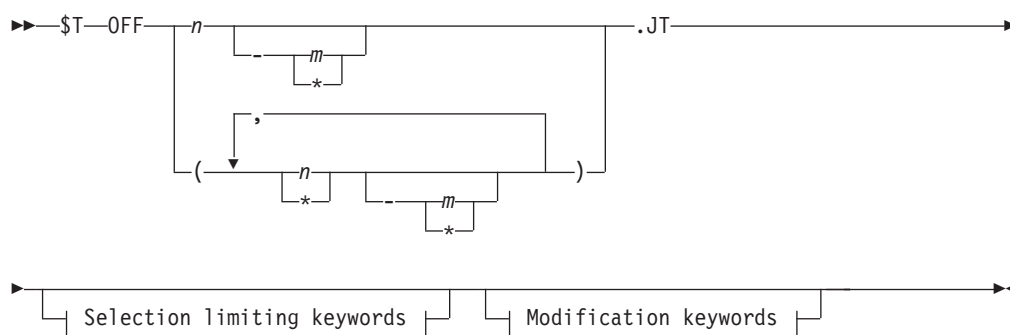 $T OFF n .JT
- m
*
,
( n )
*
- m
*
Selection limiting keywords Modification keywords